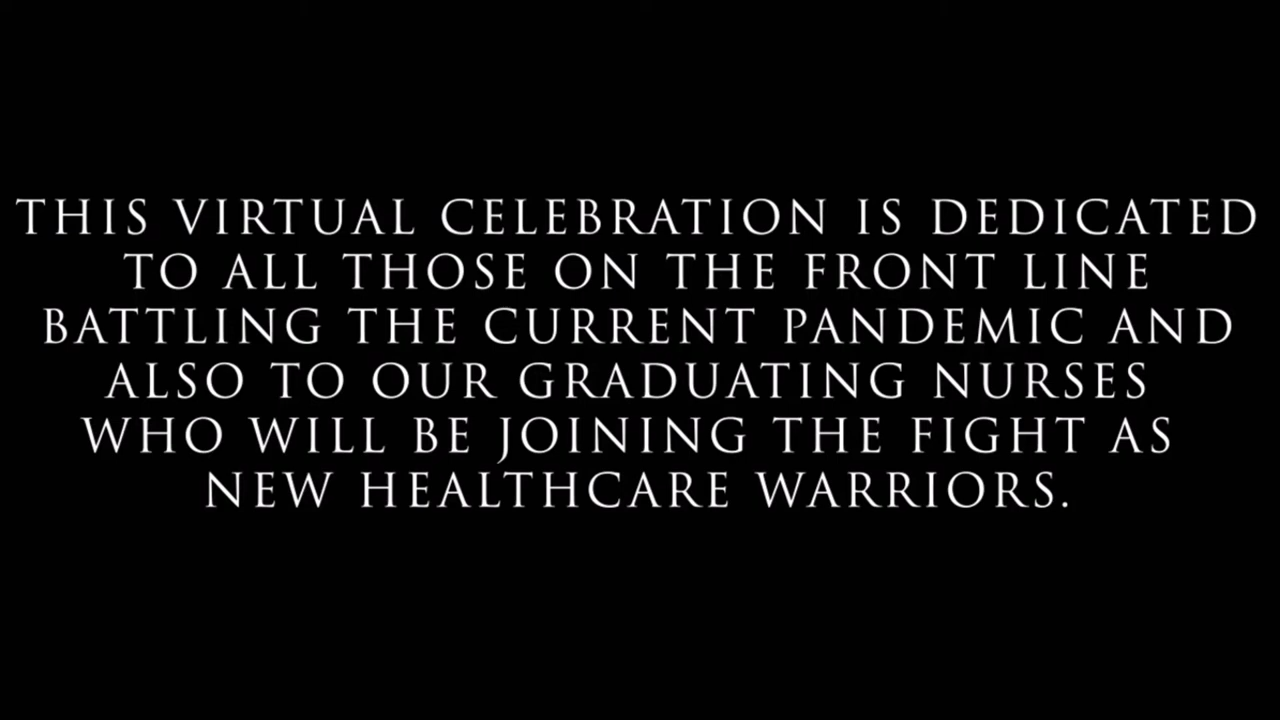 THIS VIRTUAL CELEBRATION IS DEDICATED
TO ALL THOSE ON THE FRONT LINE
BATTLING THE CURRENT PANDEMIC AND
ALSO TO OUR GRADUATING NURSES
WHO WILL BE JOINING THE FIGHT AS
NEW HEALTHCARE WARRIORS.